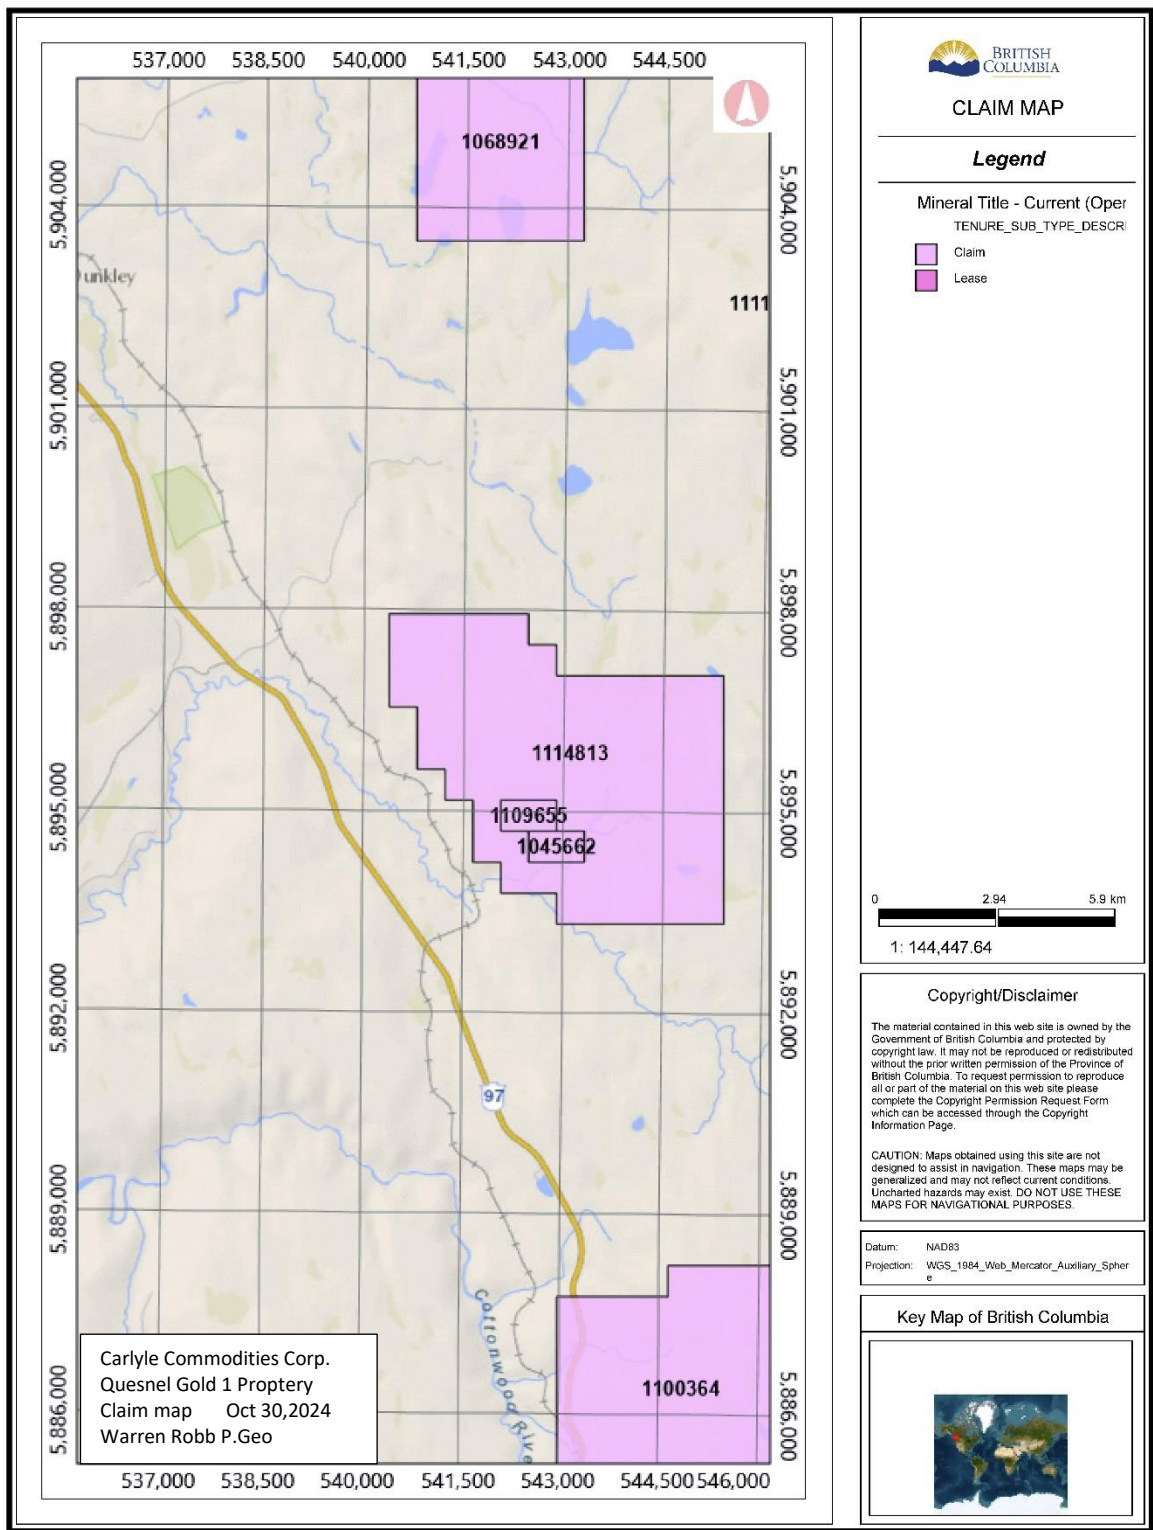 537,000 538,500 540,000 541,500 543,000 544,500
5,904,000
5,901,000
5,898,000
5,895,000
5,892,000
5,889,000
5,886,000
1068921
unkley
1111
1114813
1109655
1045662
97
Cottonwood Rive
1100364
5,904,000
5,901,000
5,898,000
5,895,000
5,892,000
5,889,000
5,886,000
537,000 538,500 540,000 541,500 543,000 544,500 546,000
Carlyle Commodities Corp.
Quesnel Gold 1 Proptery
Claim map Oct 30,2024
Warren Robb P.Geo
BRITISH
COLUMBIA
CLAIM MAP
Legend
Mineral Title - Current (Oper
TENURE_SUB_TYPE_DESCRI
Claim
Lease
0 2.94 5.9 km
1: 144,447.64
Copyright/Disclaimer
The material contained in this web site is owned by the
Government of British Columbia and protected by
copyright law. It may not be reproduced or redistributed
without the prior written permission of the Province of
British Columbia. To request permission to reproduce
all or part of the material on this web site please
complete the Copyright Permission Request Form
which can be accessed through the Copyright
Information Page.
CAUTION: Maps obtained using this site are not
designed to assist in navigation. These maps may be
generalized and may not reflect current conditions.
Uncharted hazards may exist. DO NOT USE THESE
MAPS FOR NAVIGATIONAL PURPOSES.
Datum: NAD83
Projection: WGS_1984_Web_Mercator_Auxiliary_Spher
e
Key Map of British Columbia